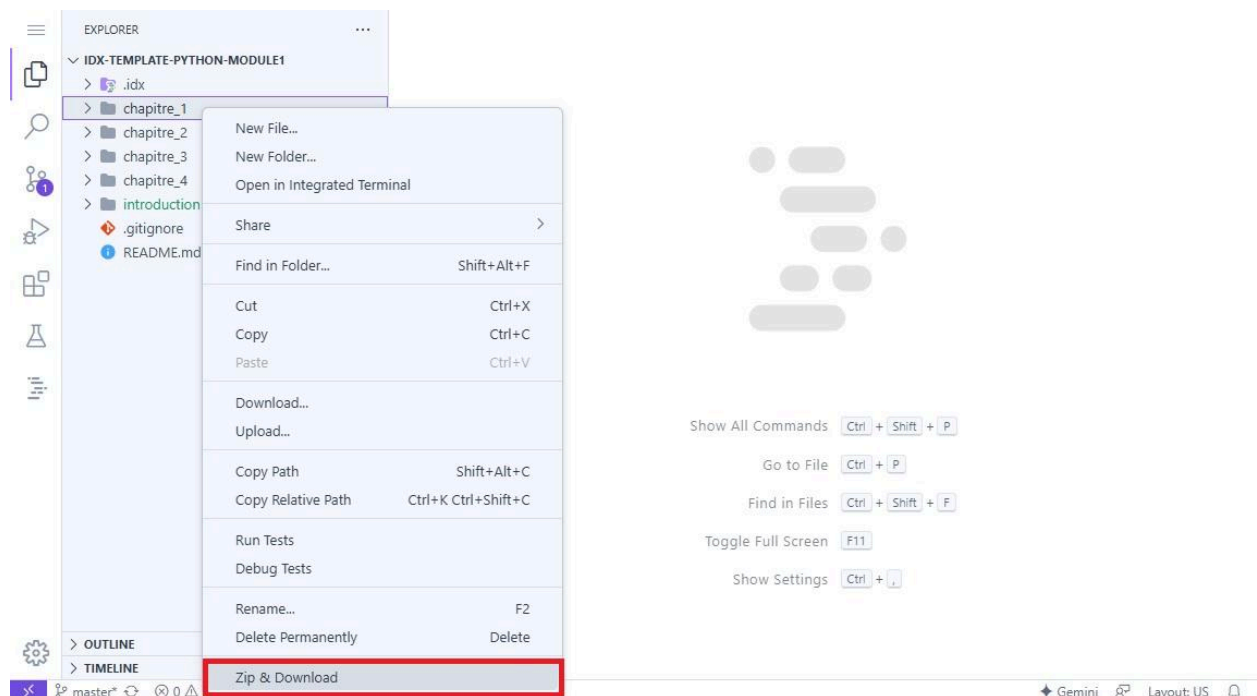 EXPLORER ...
IDX-TEMPLATE-PYTHON-MODULE1
.idx
chapitre_1
chapitre_2
chapitre_3
chapitre_4
introduction
.gitignore
README.md
New File...
New Folder...
Open in Integrated Terminal
Share
Find in Folder... Shift+Alt+F
Cut Ctrl+X
Copy Ctrl+C
Paste Ctrl+V
Download...
Upload...
Copy Path Shift+Alt+C
Copy Relative Path Ctrl+K Ctrl+Shift+C
Run Tests
Debug Tests
Rename... F2
Delete Permanently Delete
Zip & Download
1
Show All Commands Ctrl + Shift + P
Go to File Ctrl + P
Find in Files Ctrl + Shift + F
Toggle Full Screen F11
Show Settings Ctrl + ,
OUTLINE
TIMELINE
master* 0
Gemini Layout: US